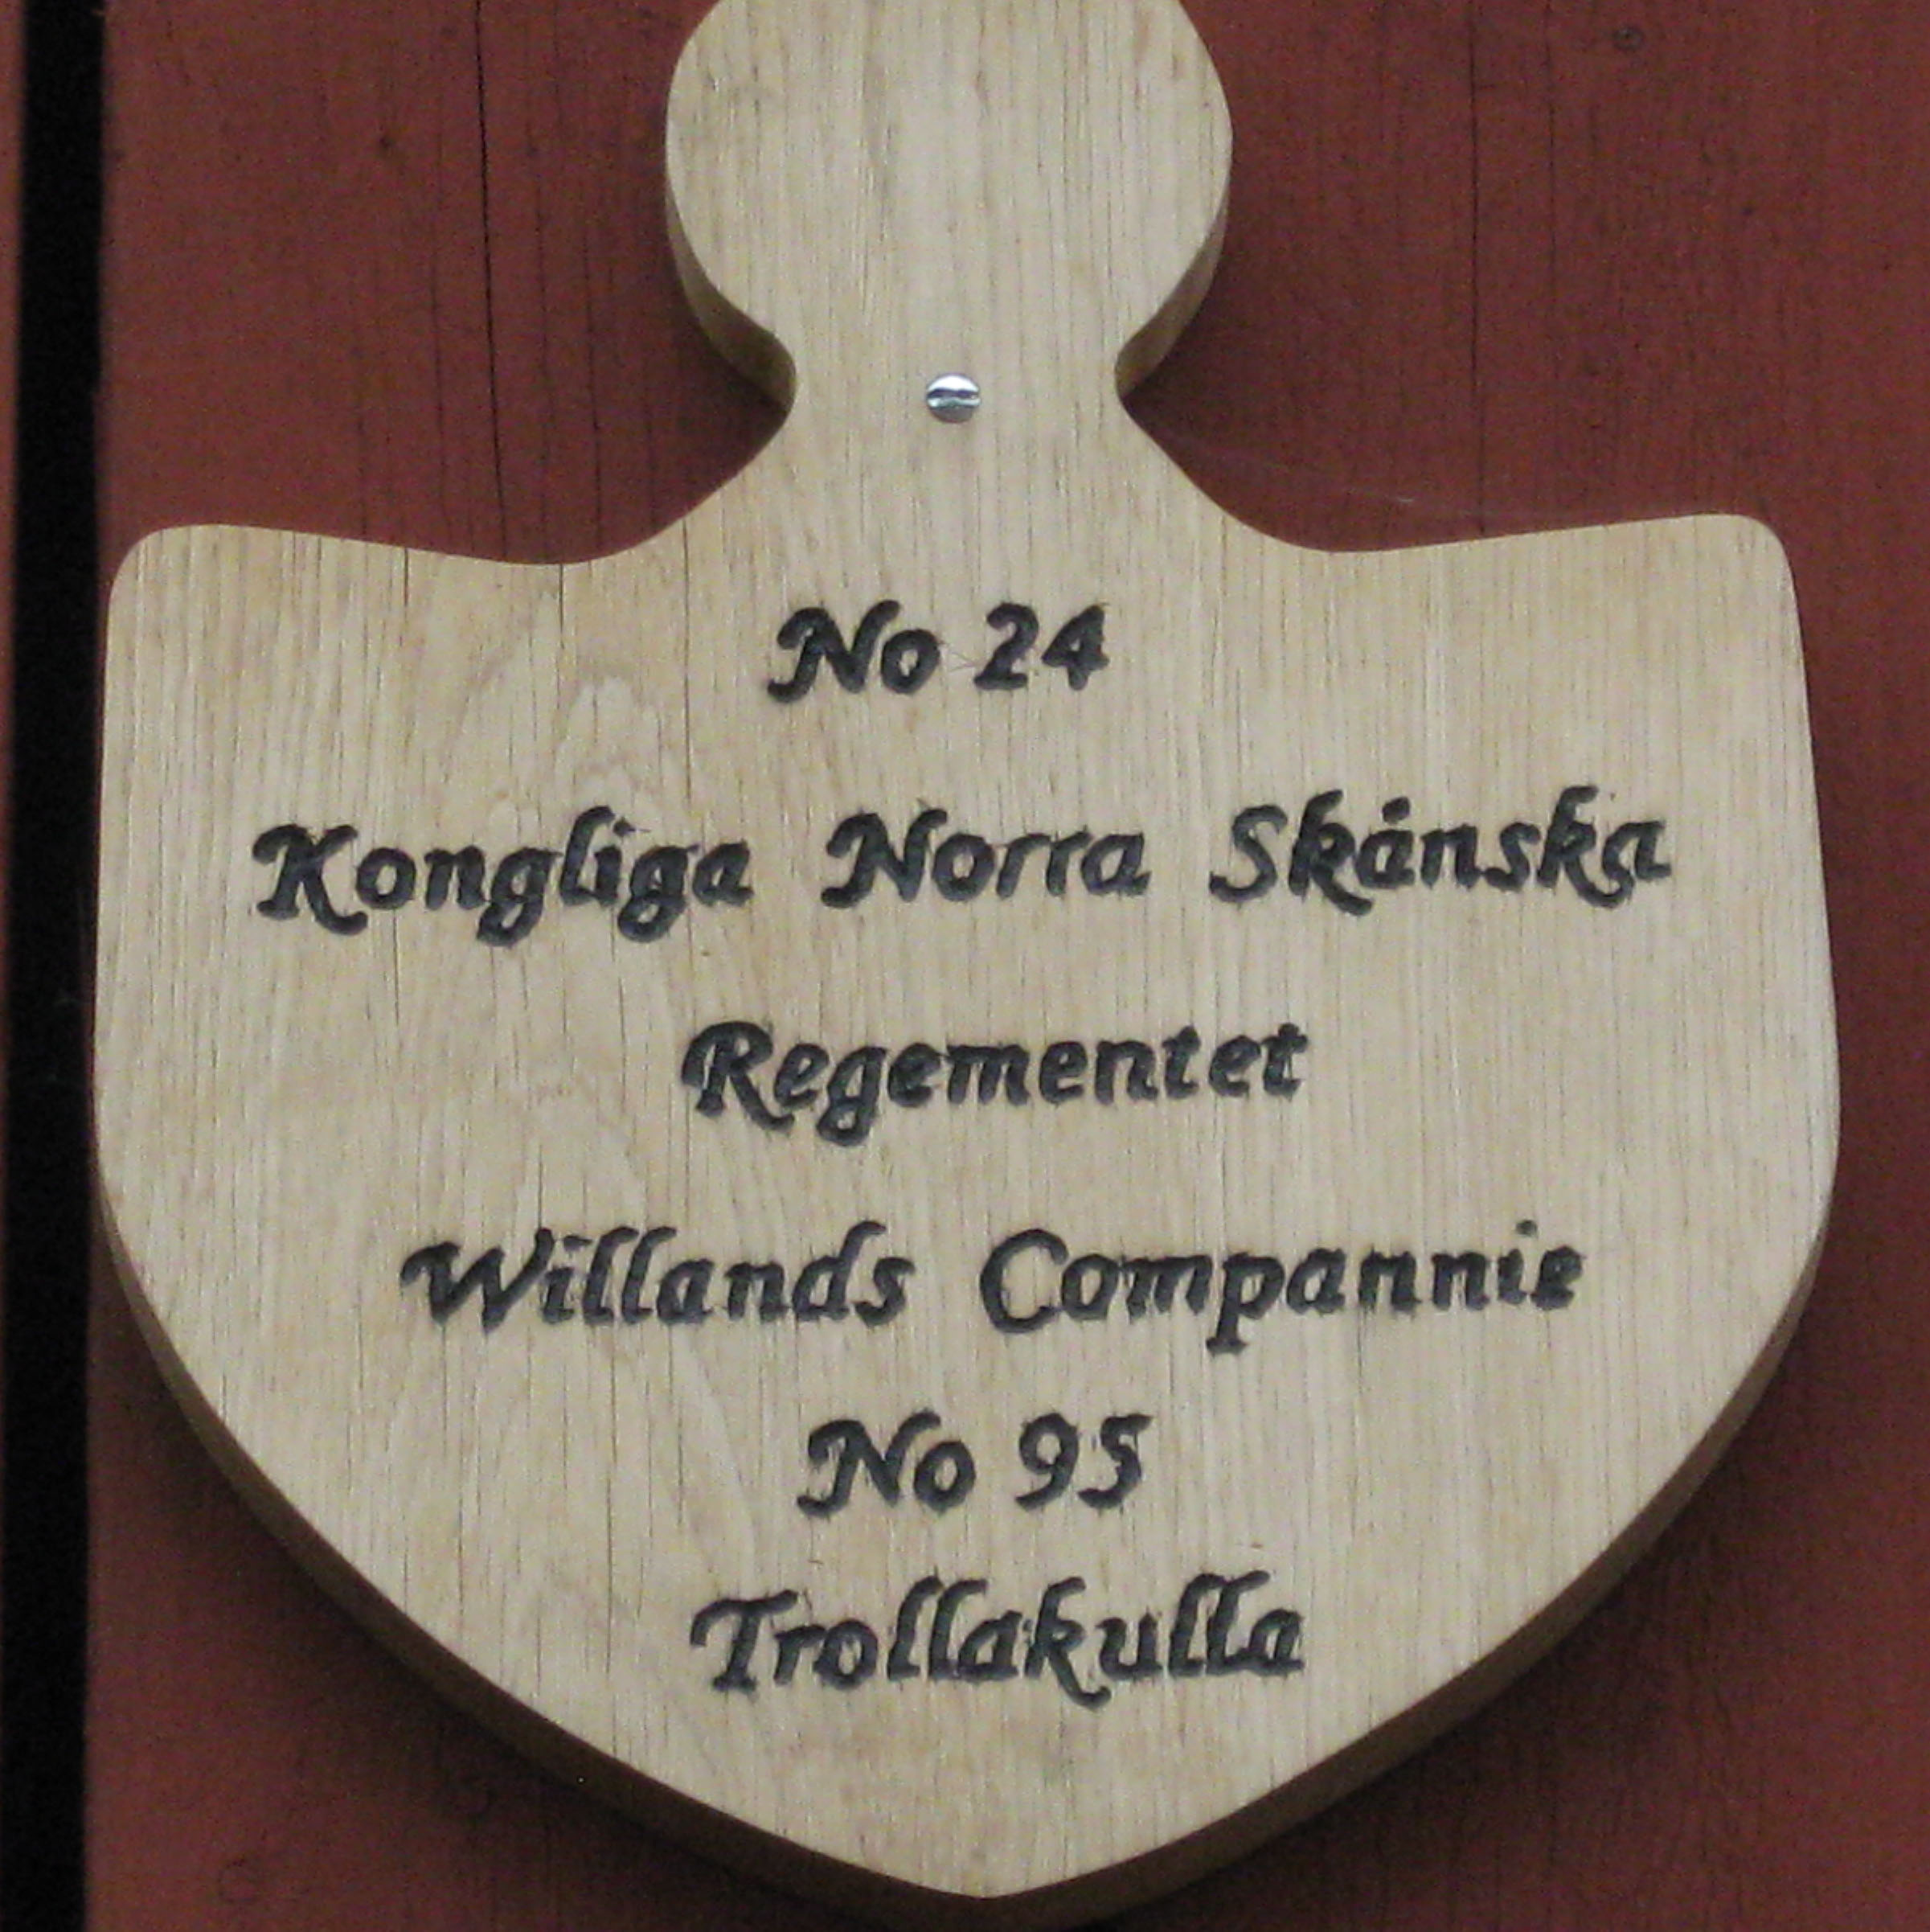 No 24
Kongliga Norra Skånska
Regementet
Willands Compannie
No 95
Trollakulla